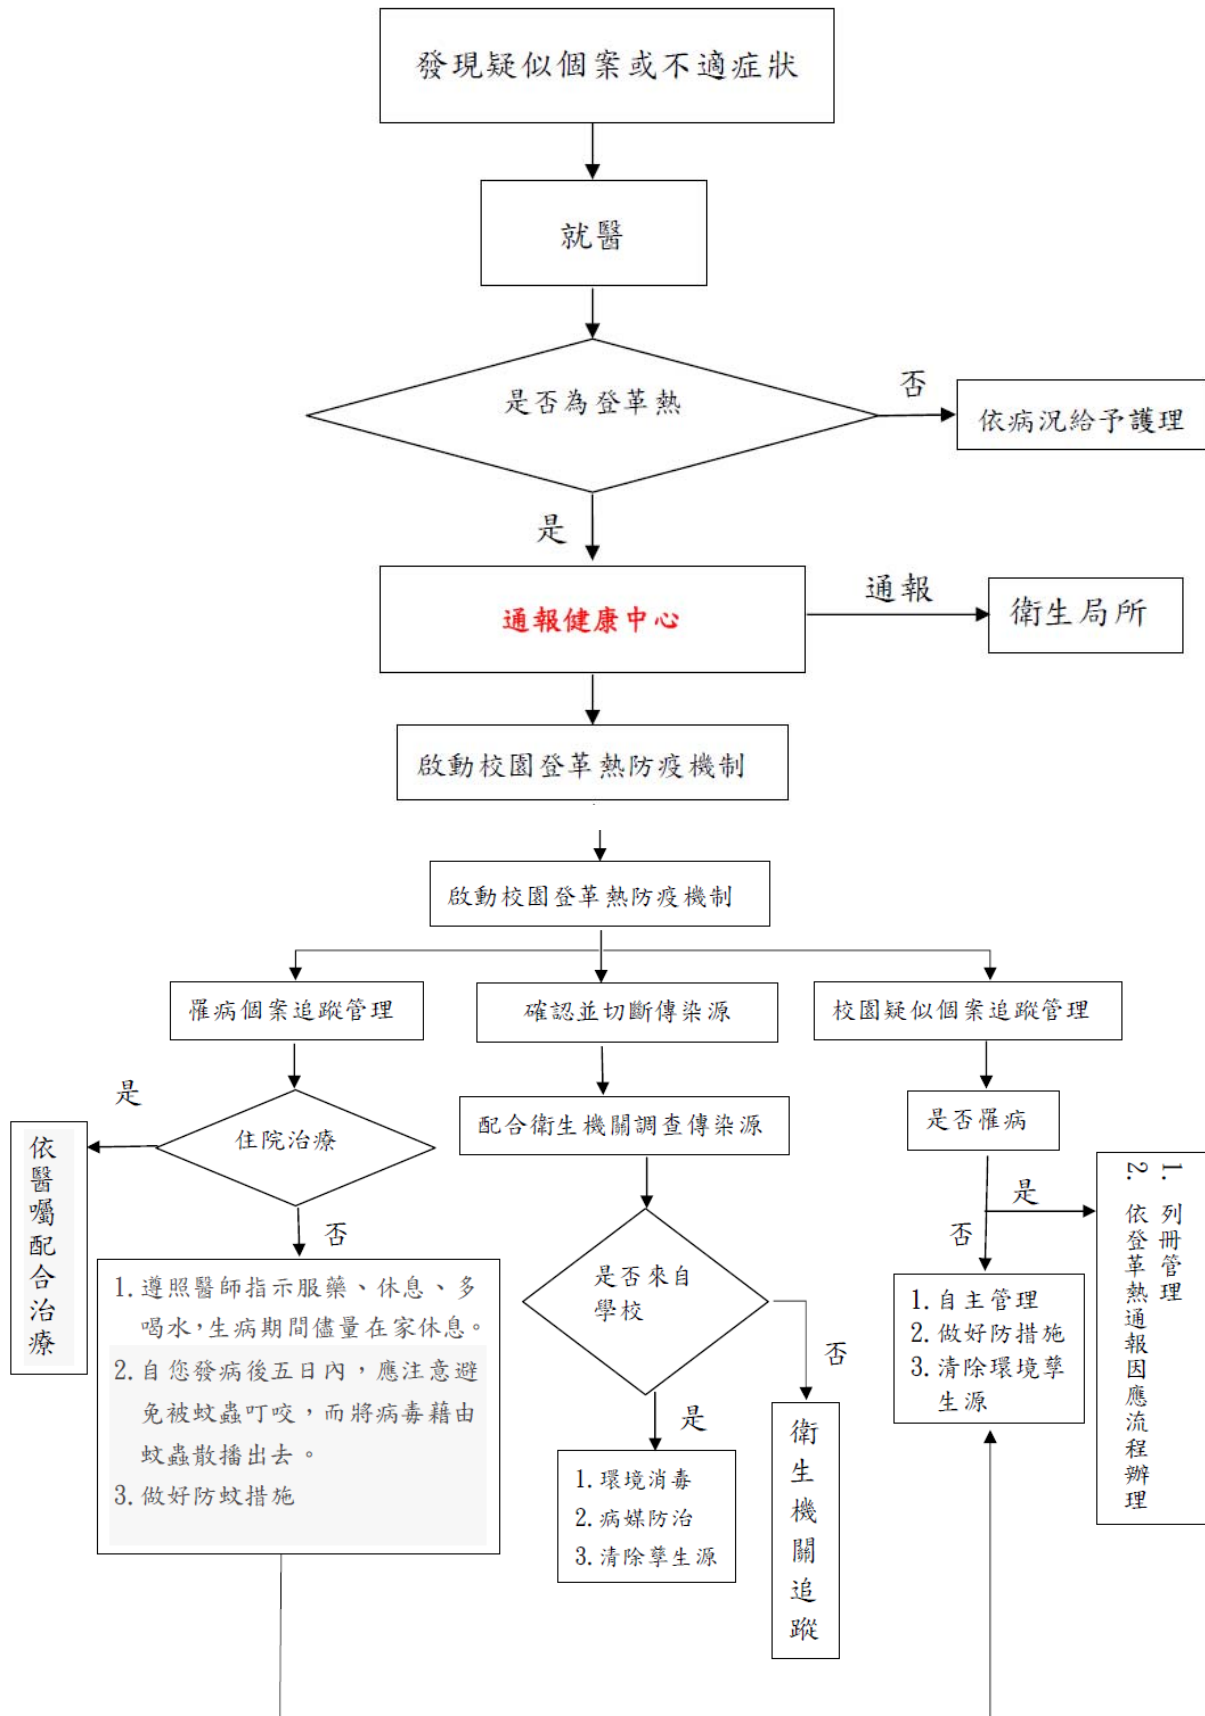 發現疑似個案或不適症狀
就醫
是否為登革熱
否
依病況給予護理
是
通報健康中心
通報
衛生局所
啟動校園登革熱防疫機制
啟動校園登革熱防疫機制
罹病個案追蹤管理
確認並切斷傳染源
校園疑似個案追蹤管理
是
住院治療
依醫囑配合治療
否
1. 遵照醫師指示服藥、休息、多
喝水,生病期間儘量在家休息。
2. 自您發病後五日內，應注意避
免被蚊蟲叮咬，而將病毒藉由
蚊蟲散播出去。
3. 做好防蚊措施
配合衛生機關調查傳染源
是否來自
學校
否
是
1. 環境消毒
2. 病媒防治
3. 清除孳生源
衛生機關追蹤
是否罹病
是
否
1. 自主管理
2. 做好防措施
3. 清除環境孳
生源
1. 列冊管理
2. 依登革熱通報因應流程辦理